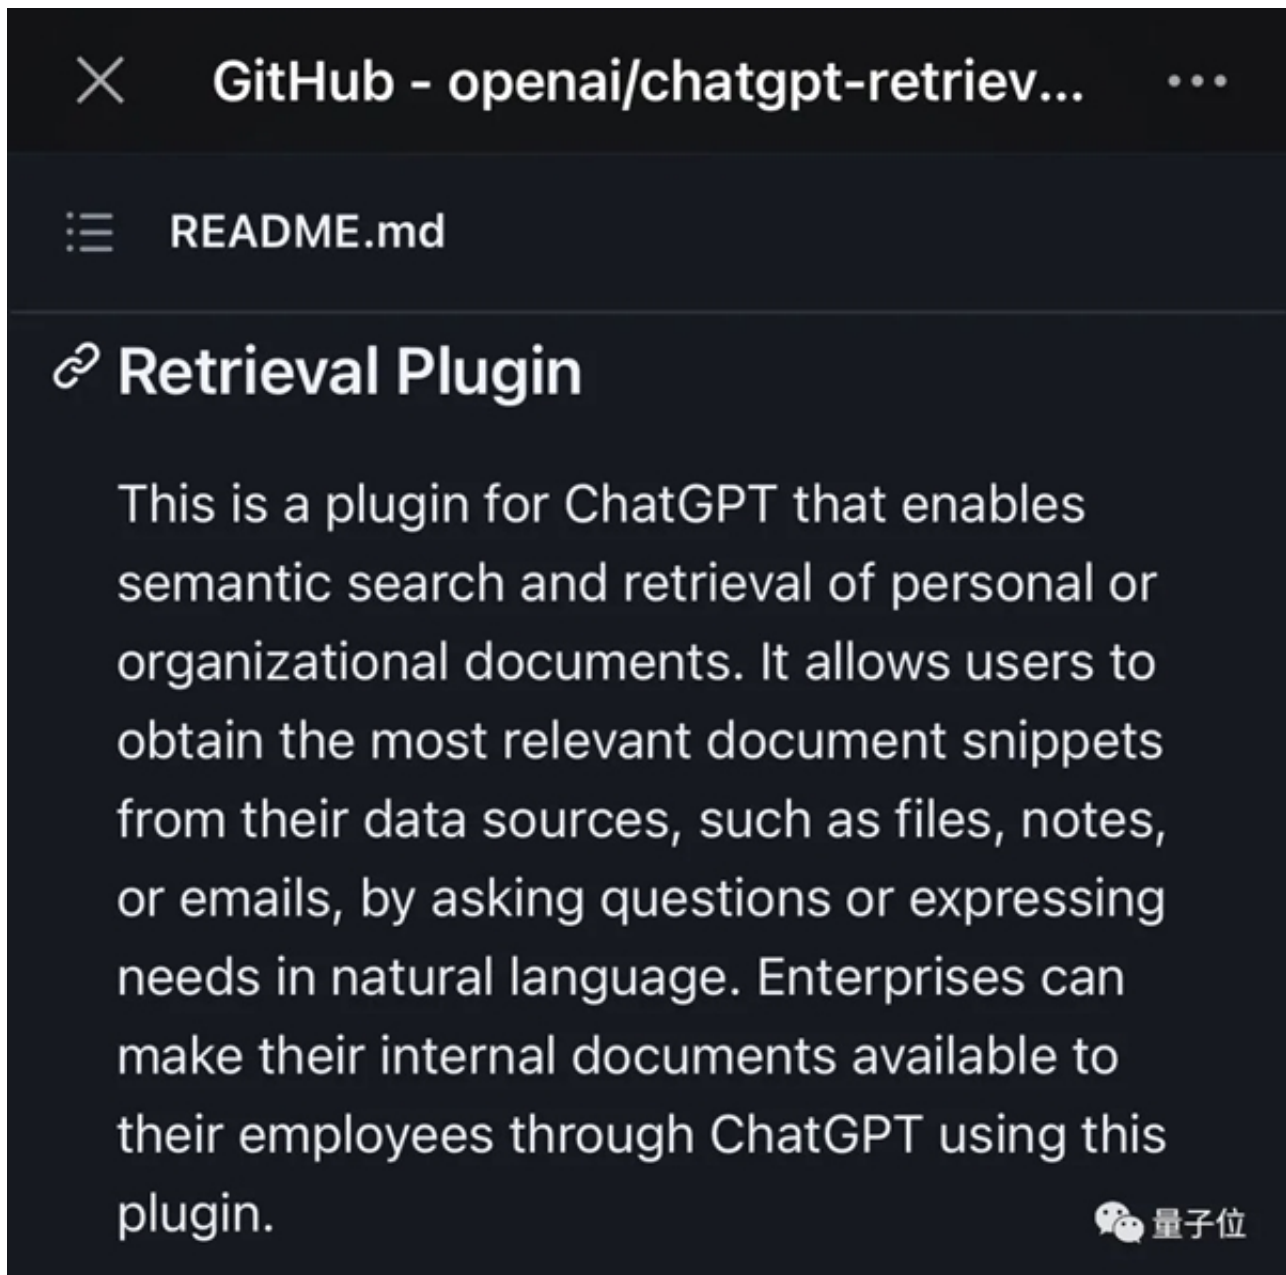 GitHub - openai/chatgpt-retriev...
README.md
Retrieval Plugin
This is a plugin for ChatGPT that enables
semantic search and retrieval of personal or
organizational documents. It allows users to
obtain the most relevant document snippets
from their data sources, such as files, notes,
or emails, by asking questions or expressing
needs in natural language. Enterprises can
make their internal documents available to
their employees through ChatGPT using this
plugin.
量子位